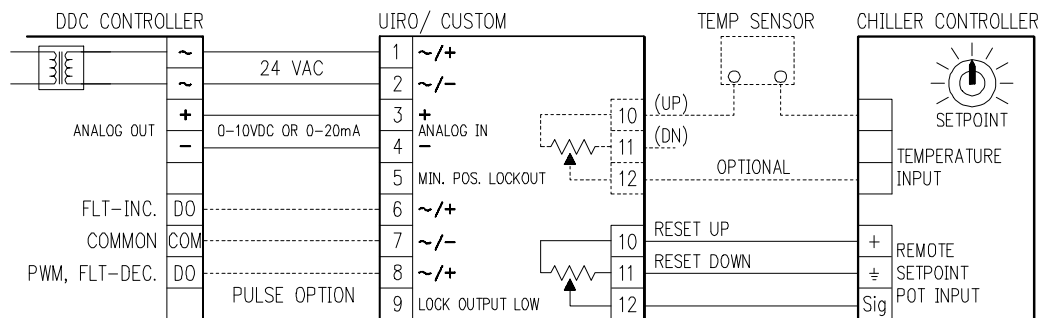 DDC CONTROLLER UIRO/ CUSTOM TEMP SENSOR CHILLER CONTROLLER
~ 1 ~/+
24 VAC
~ 2 ~/-
ANALOG OUT + 0-10VDC OR 0-20mA 3 + ANALOG IN 10 (UP) SETPOINT
- 4 - 11 (DN)
5 MIN. POS. LOCKOUT 12 OPTIONAL TEMPERATURE INPUT
FLT-INC. DO 6 ~/+
COMMON COM 7 ~/- 10 RESET UP + REMOTE
PWM, FLT-DEC. DO 8 ~/+ 11 RESET DOWN ⏚ SETPOINT
PULSE OPTION 9 LOCK OUTPUT LOW 12 Sig POT INPUT